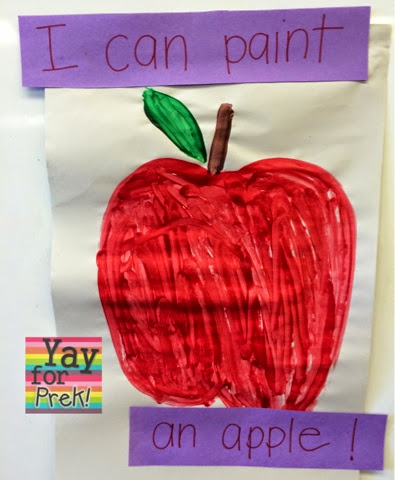 I can paint
Yay
for
Prek!
an apple!